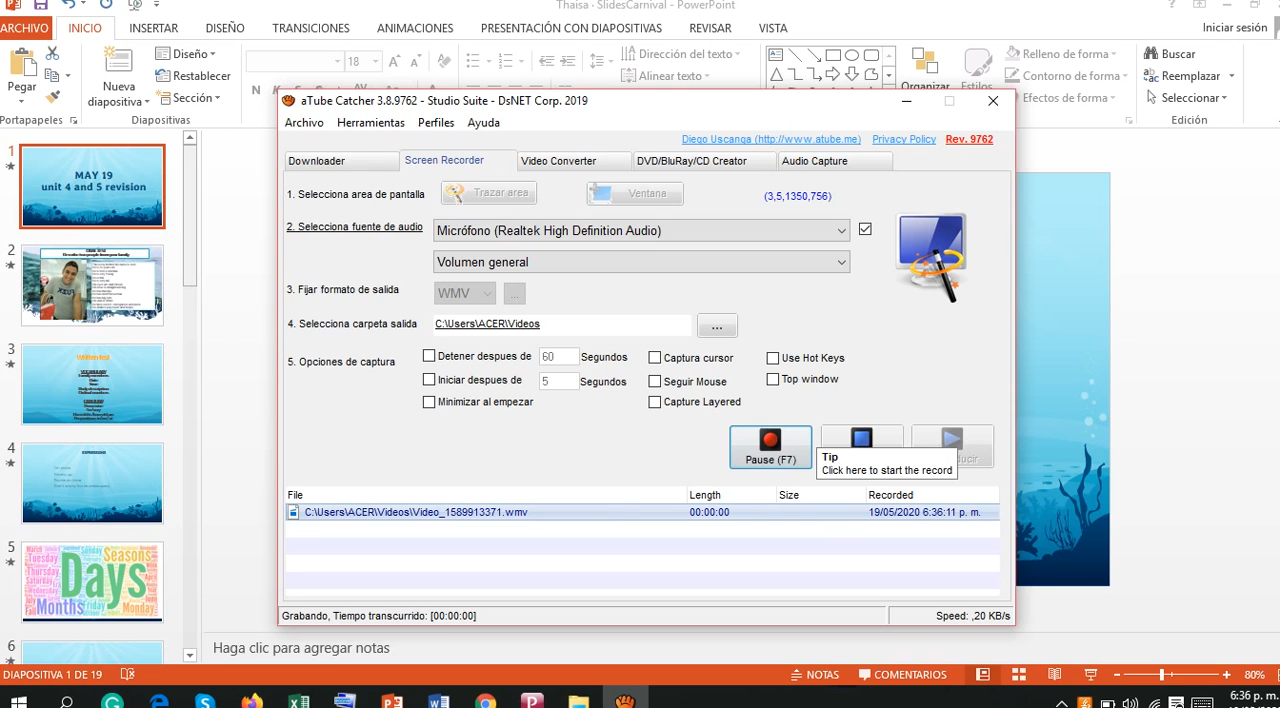 Thaisa · SlidesCarnival - PowerPoint
ARCHIVO INICIO INSERTAR DISEÑO TRANSICIONES ANIMACIONES PRESENTACIÓN CON DIAPOSITIVAS REVISAR VISTA Iniciar sesión
Pegar
Nueva
diapositiva
Diseño
Restablecer
Sección
18
N
Dirección del texto
Alinear texto
Organizar
Estilos
Relleno de forma
Contorno de forma
Efectos de forma
Buscar
Reemplazar
Seleccionar
Portapapeles
Diapositivas
Edición
aTube Catcher 3.8.9762 - Studio Suite - DsNET Corp. 2019
Archivo Herramientas Perfiles Ayuda
Diego Uscanga (http://www.atube.me) Privacy Policy Rev. 9762
Downloader Screen Recorder Video Converter DVD/BluRay/CD Creator Audio Capture
1. Selecciona area de pantalla Trazar area Ventana (3,5,1350,756)
2. Selecciona fuente de audio Micrófono (Realtek High Definition Audio)
Volumen general
3. Fijar formato de salida WMV ...
4. Selecciona carpeta salida C:\Users\ACER\Videos ...
5. Opciones de captura
Detener despues de 60 Segundos Captura cursor Use Hot Keys
Iniciar despues de 5 Segundos Seguir Mouse Top window
Minimizar al empezar Capture Layered
Pause (F7)
Tip
Click here to start the record
File Length Size Recorded
C:\Users\ACER\Videos\Video_1589913371.wmv 00:00:00 19/05/2020 6:36:11 p. m.
Grabando, Tiempo transcurrido: [00:00:00] Speed: ,20 KB/s
1
MAY 19
unit 4 and 5 revision
2
3
4
5
Days
Months
Seasons
Tuesday
Friday
Monday
6
Haga clic para agregar notas
DIAPOSITIVA 1 DE 19 NOTAS COMENTARIOS 80%
6:36 p. m.